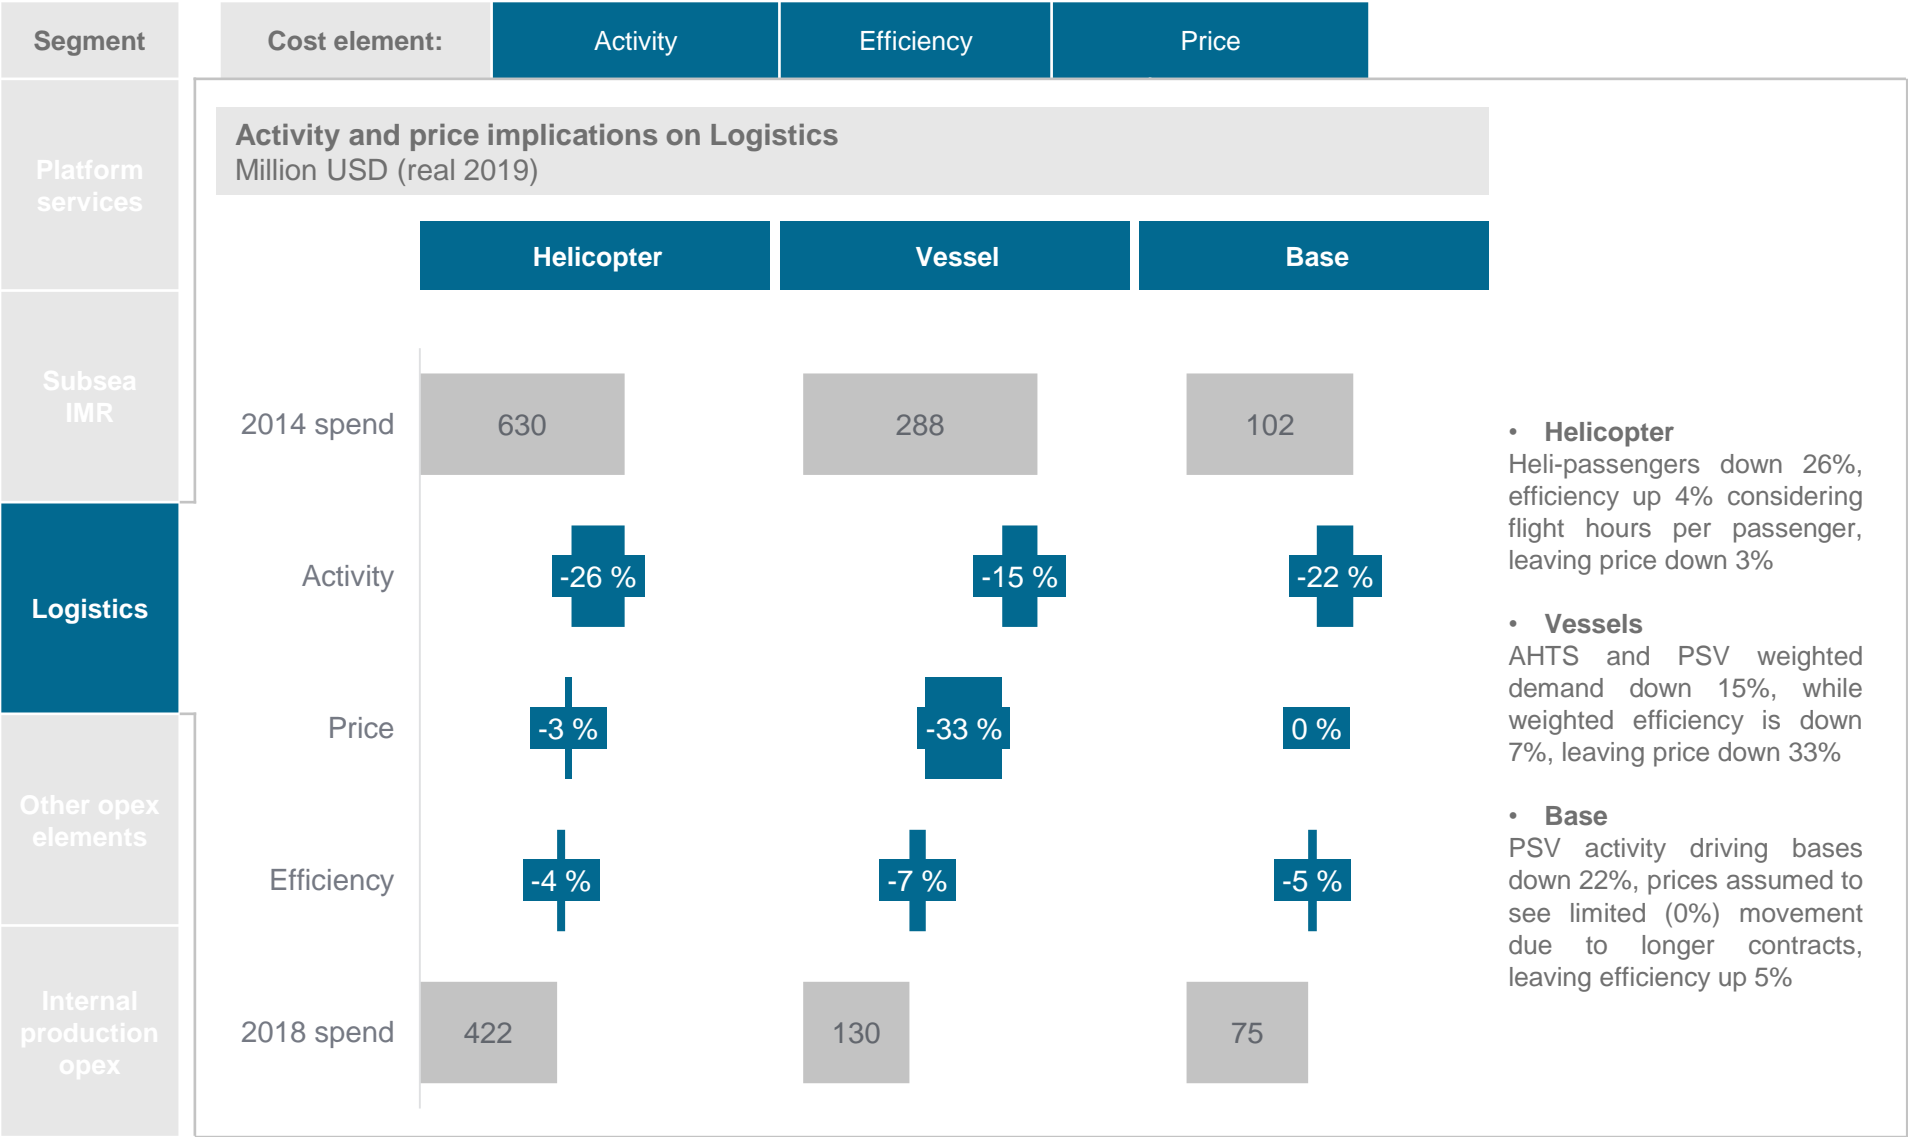 Segment
Cost element:
Activity
Efficiency
Price
Platform
services
Subsea
IMR
Logistics
Other opex
elements
Internal
production
opex
Activity and price implications on Logistics
Million USD (real 2019)
Helicopter
Vessel
Base
2014 spend
630
288
102
Activity
-26 %
-15 %
-22 %
Price
-3 %
-33 %
0 %
Efficiency
-4 %
-7 %
-5 %
2018 spend
422
130
75
• Helicopter
Heli-passengers down 26%,
efficiency up 4% considering
flight hours per passenger,
leaving price down 3%
• Vessels
AHTS and PSV weighted
demand down 15%, while
weighted efficiency is down
7%, leaving price down 33%
• Base
PSV activity driving bases
down 22%, prices assumed to
see limited (0%) movement
due to longer contracts,
leaving efficiency up 5%